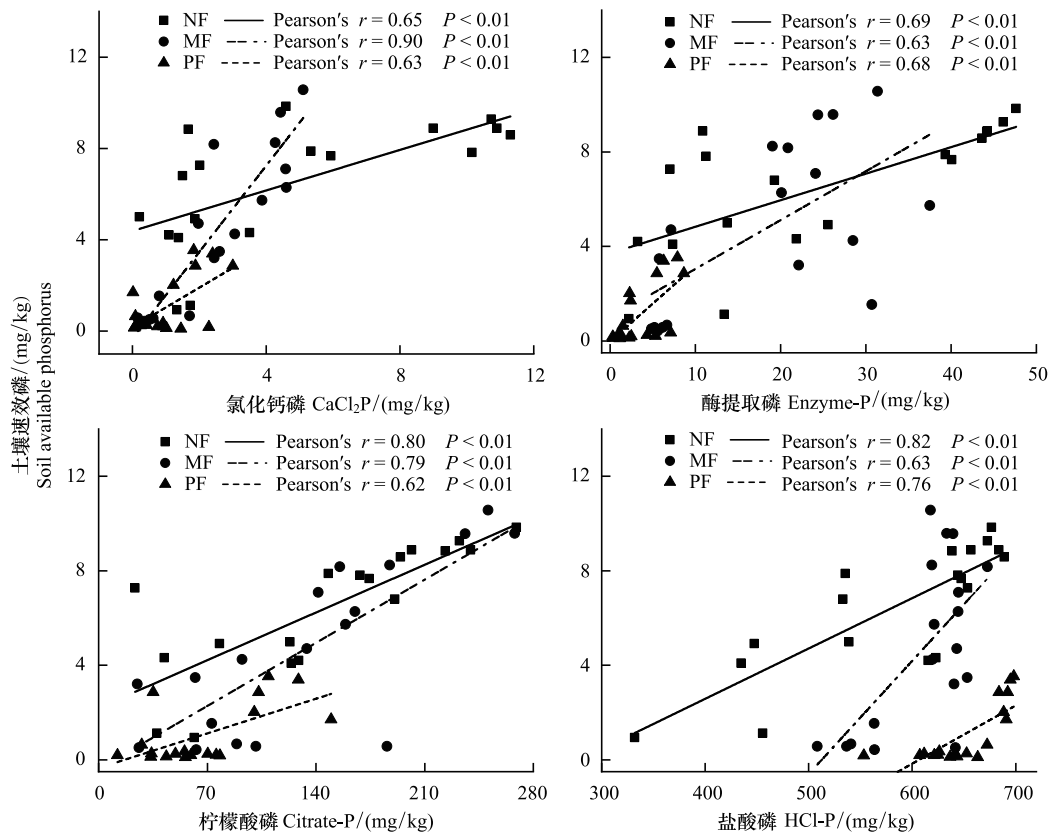 NF Pearson's r = 0.65 P < 0.01
MF Pearson's r = 0.90 P < 0.01
PF Pearson's r = 0.63 P < 0.01
12
8
4
0
0 4 8 12
氯化钙磷 CaCl₂P/(mg/kg)
NF Pearson's r = 0.69 P < 0.01
MF Pearson's r = 0.63 P < 0.01
PF Pearson's r = 0.68 P < 0.01
12
8
4
0
0 10 20 30 40 50
酶提取磷 Enzyme-P/(mg/kg)
土壤速效磷/(mg/kg)
Soil available phosphorus
NF Pearson's r = 0.80 P < 0.01
MF Pearson's r = 0.79 P < 0.01
PF Pearson's r = 0.62 P < 0.01
12
8
4
0
0 70 140 210 280
柠檬酸磷 Citrate-P/(mg/kg)
NF Pearson's r = 0.82 P < 0.01
MF Pearson's r = 0.63 P < 0.01
PF Pearson's r = 0.76 P < 0.01
12
8
4
0
300 400 500 600 700
盐酸磷 HCl-P/(mg/kg)